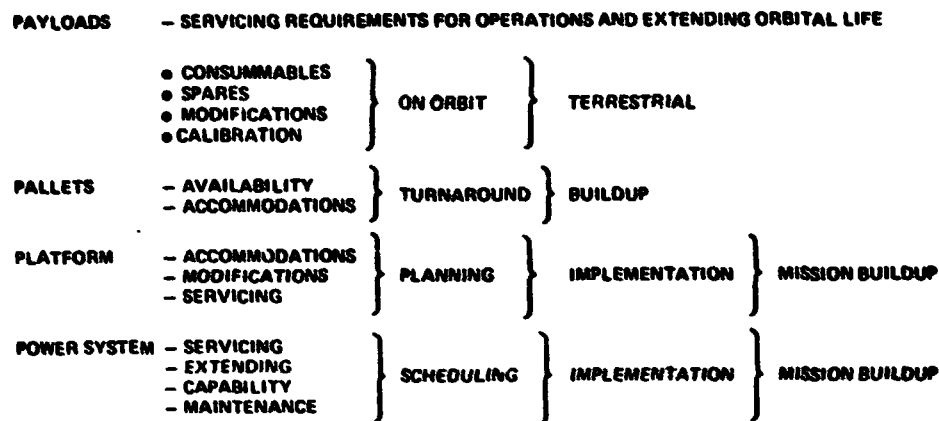 PAYLOADS – SERVICING REQUIREMENTS FOR OPERATIONS AND EXTENDING ORBITAL LIFE
● CONSUMMABLES
● SPARES
● MODIFICATIONS
● CALIBRATION
ON ORBIT
TERRESTRIAL
PALLETS – AVAILABILITY
– ACCOMMODATIONS
TURNAROUND
BUILDUP
PLATFORM – ACCOMMODATIONS
– MODIFICATIONS
– SERVICING
PLANNING
IMPLEMENTATION
MISSION BUILDUP
POWER SYSTEM – SERVICING
– EXTENDING
– CAPABILITY
– MAINTENANCE
SCHEDULING
IMPLEMENTATION
MISSION BUILDUP